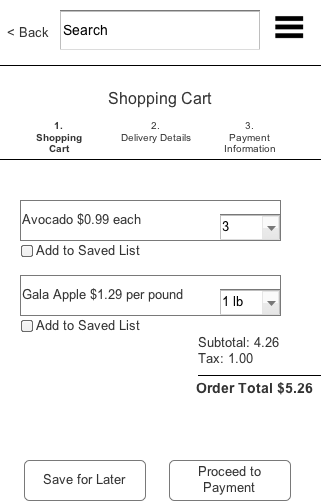 < Back
Search
Shopping Cart
1.
Shopping
Cart
2.
Delivery Details
3.
Payment
Information
Avocado $0.99 each
3
Add to Saved List
Gala Apple $1.29 per pound
1 lb
Add to Saved List
Subtotal: 4.26
Tax: 1.00
Order Total $5.26
Save for Later
Proceed to
Payment